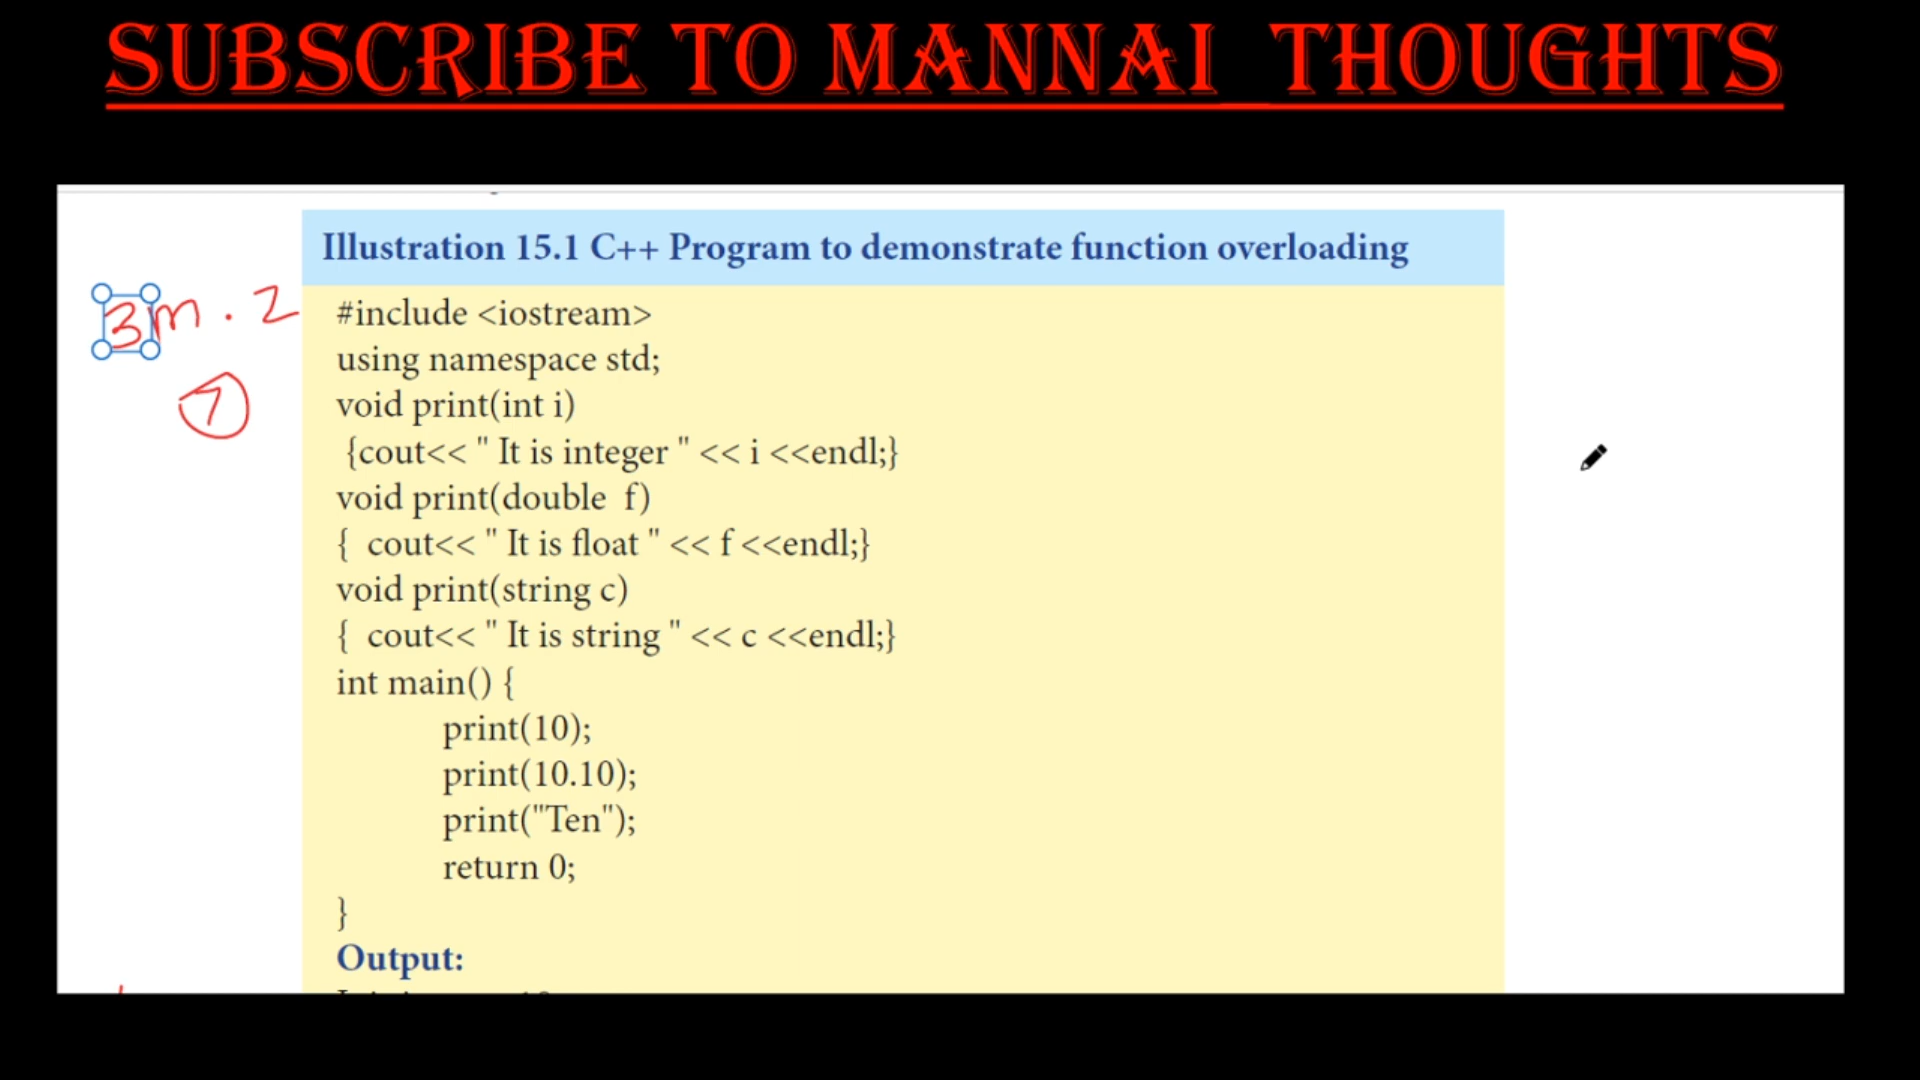 SUBSCRIBE TO MANNAI_THOUGHTS
Illustration 15.1 C++ Program to demonstrate function overloading
3m . 2
7
#include <iostream>
using namespace std;
void print(int i)
{cout<< " It is integer " << i <<endl;}
void print(double f)
{ cout<< " It is float " << f <<endl;}
void print(string c)
{ cout<< " It is string " << c <<endl;}
int main() {
print(10);
print(10.10);
print("Ten");
return 0;
}
Output: